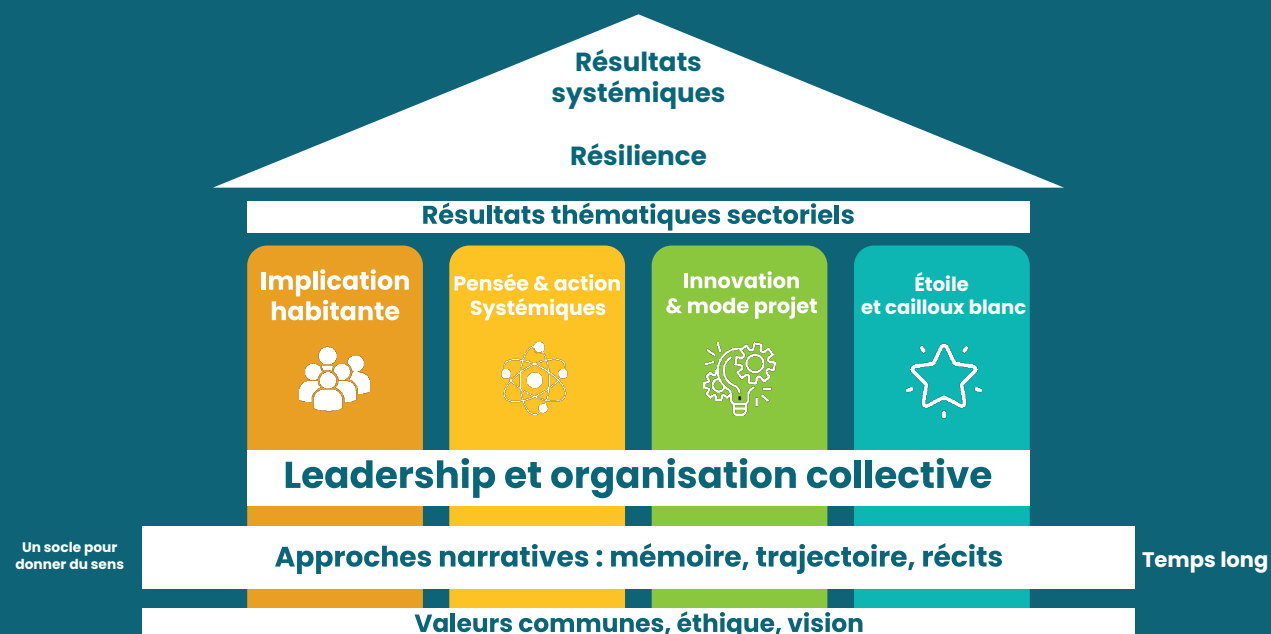 Résultats
systémiques
Résilience
Résultats thématiques sectoriels
Implication
habitante
Pensée & action
Systémiques
Innovation
& mode projet
Étoile
et cailloux blanc
Leadership et organisation collective
Un socle pour
donner du sens
Approches narratives : mémoire, trajectoire, récits
Temps long
Valeurs communes, éthique, vision